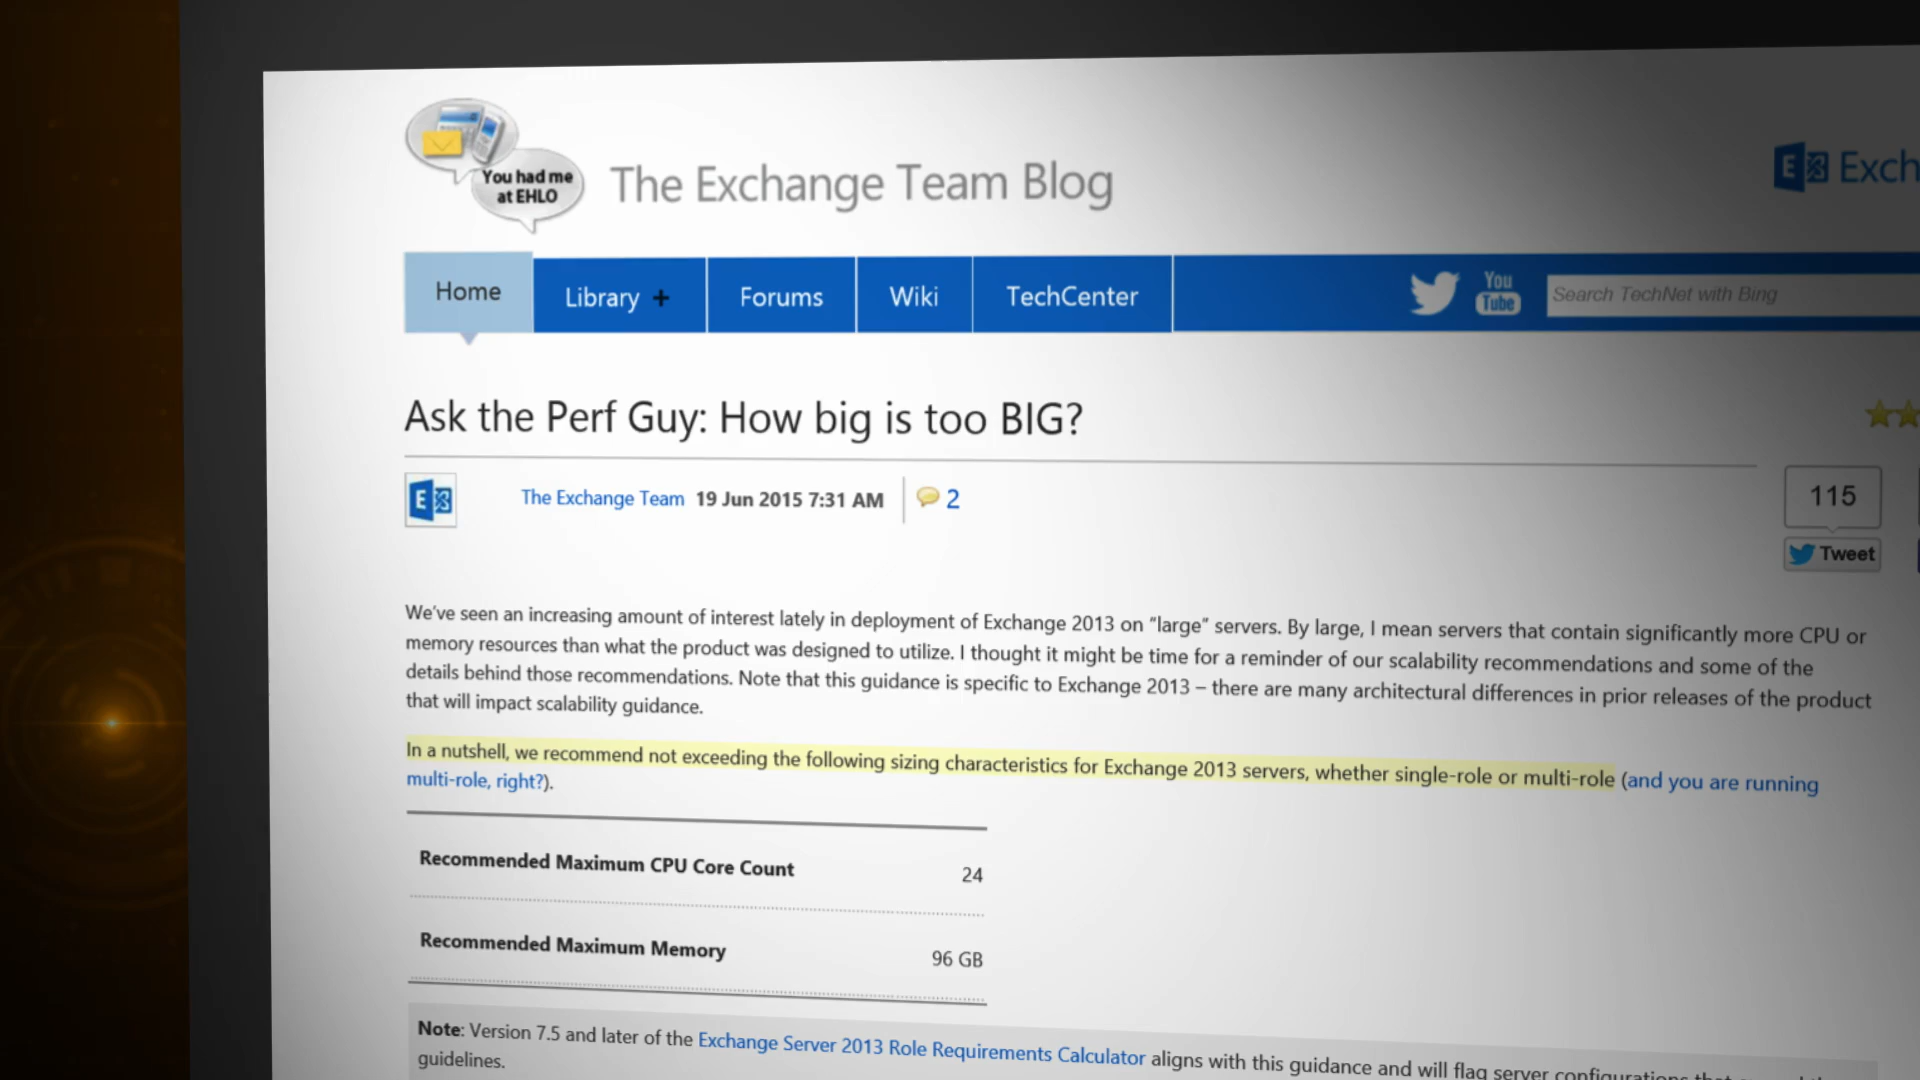 You had me
at EHLO
The Exchange Team Blog
E Exch
Home
Library +
Forums
Wiki
TechCenter
You
Tube
Search TechNet with Bing
Ask the Perf Guy: How big is too BIG?
E
The Exchange Team 19 Jun 2015 7:31 AM
2
115
Tweet
We've seen an increasing amount of interest lately in deployment of Exchange 2013 on "large" servers. By large, I mean servers that contain significantly more CPU or
memory resources than what the product was designed to utilize. I thought it might be time for a reminder of our scalability recommendations and some of the
details behind those recommendations. Note that this guidance is specific to Exchange 2013 – there are many architectural differences in prior releases of the product
that will impact scalability guidance.
In a nutshell, we recommend not exceeding the following sizing characteristics for Exchange 2013 servers, whether single-role or multi-role (and you are running
multi-role, right?).
Recommended Maximum CPU Core Count 24
Recommended Maximum Memory 96 GB
Note: Version 7.5 and later of the Exchange Server 2013 Role Requirements Calculator aligns with this guidance and will flag server configurations that
guidelines.